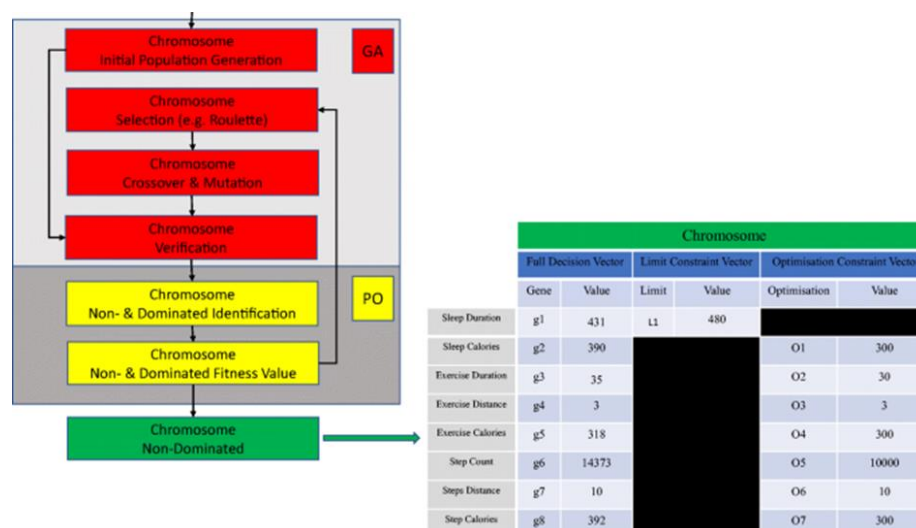 Chromosome
Initial Population Generation
GA
Chromosome
Selection (e.g. Roulette)
Chromosome
Crossover & Mutation
Chromosome
Verification
Chromosome
Non- & Dominated Identification
PO
Chromosome
Non- & Dominated Fitness Value
Chromosome
Non-Dominated
Chromosome
Full Decision Vector Limit Constraint Vector Optimisation Constraint Vector
Gene Value Limit Value Optimisation Value
Sleep Duration g1 431 L1 480
Sleep Calories g2 390 O1 300
Exercise Duration g3 35 O2 30
Exercise Distance g4 3 O3 3
Exercise Calories g5 318 O4 300
Step Count g6 14373 O5 10000
Steps Distance g7 10 O6 10
Step Calories g8 392 O7 300